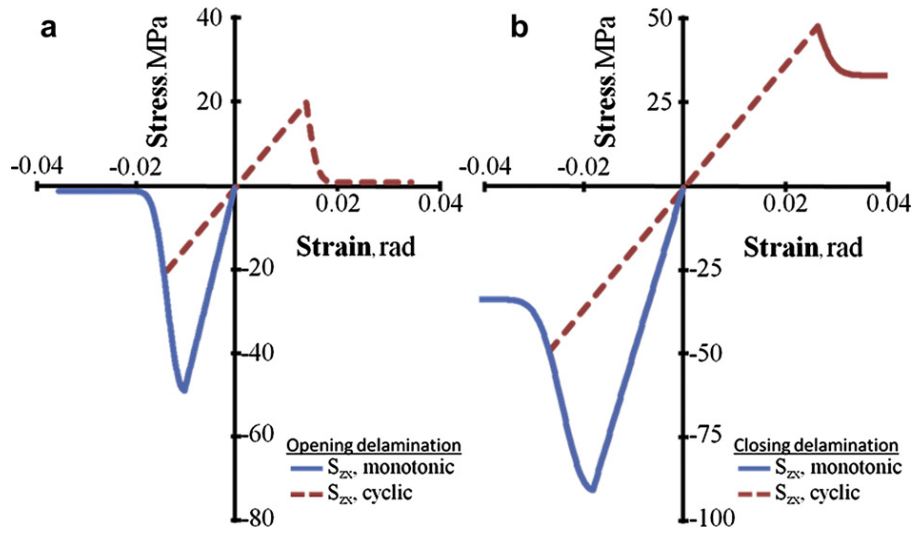 a
Stress, MPa
40
20
-0.04
-0.02
0.02
0.04
Strain, rad
-20
-40
-60
-80
Opening delamination
Szx, monotonic
Szx, cyclic
b
Stress, MPa
50
25
-0.04
-0.02
0.02
0.04
Strain, rad
-25
-50
-75
-100
Closing delamination
Szx, monotonic
Szx, cyclic